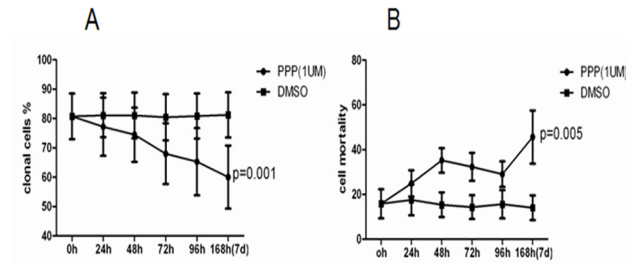 A
B
PPP(1UM)
DMSO
clonal cells %
100
90
80
70
60
50
40
p=0.001
0h 24h 48h 72h 96h 168h(7d)
PPP(1UM)
DMSO
cell mortality
80
60
40
20
0
p=0.005
oh 24h 48h 72h 96h 168h(7d)